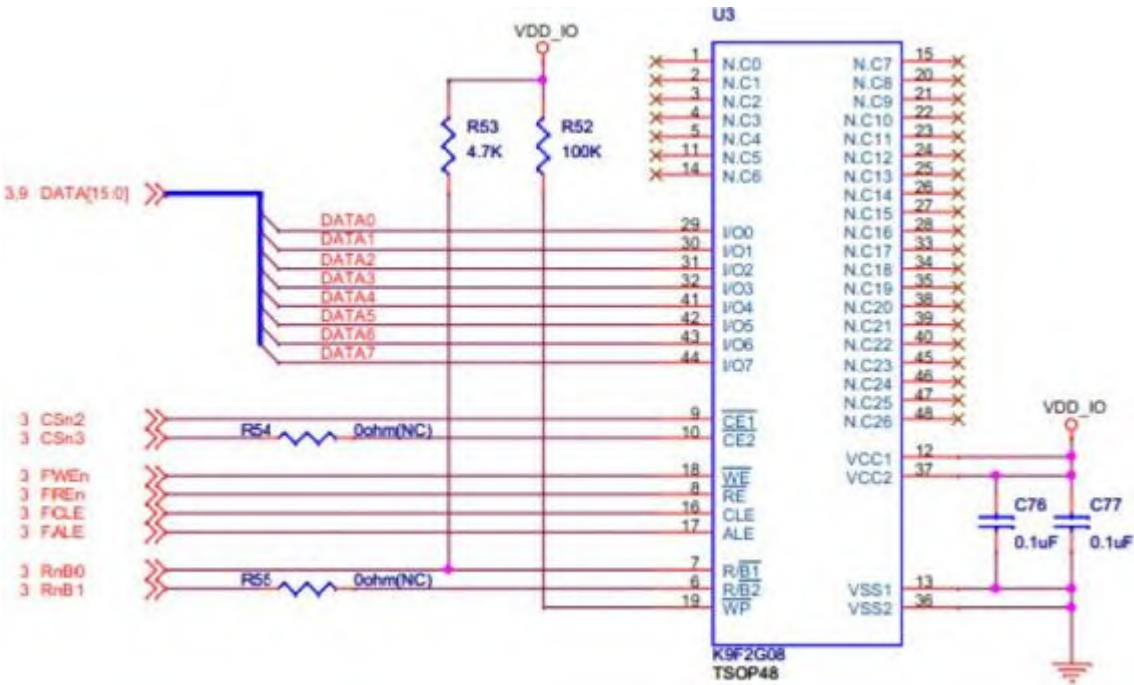 U3
VDD_IO
1 N.C0 N.C7 15
2 N.C1 N.C8 20
3 N.C2 N.C9 21
4 N.C3 N.C10 22
5 N.C4 N.C11 23
11 N.C5 N.C12 24
14 N.C6 N.C13 25
N.C14 26
N.C15 27
N.C16 28
N.C17 33
N.C18 34
N.C19 35
N.C20 38
N.C21 39
N.C22 40
N.C23 45
N.C24 46
N.C25 47
N.C26 48
R53
4.7K
R52
100K
3,9 DATA[15:0]
DATA0 29 I/O0
DATA1 30 I/O1
DATA2 31 I/O2
DATA3 32 I/O3
DATA4 41 I/O4
DATA5 42 I/O5
DATA6 43 I/O6
DATA7 44 I/O7
3 CSn2 9 CE1
3 CSn3 R54 0ohm(NC) 10 CE2
3 FWEn 18 WE
3 FREn 8 RE
3 FCLE 16 CLE
3 FALE 17 ALE
3 RnB0 7 R/B1
3 RnB1 R55 0ohm(NC) 6 R/B2
19 WP
VDD_IO
VCC1 12
VCC2 37
C76
0.1uF
C77
0.1uF
VSS1 13
VSS2 36
K9F2G08
TSOP48